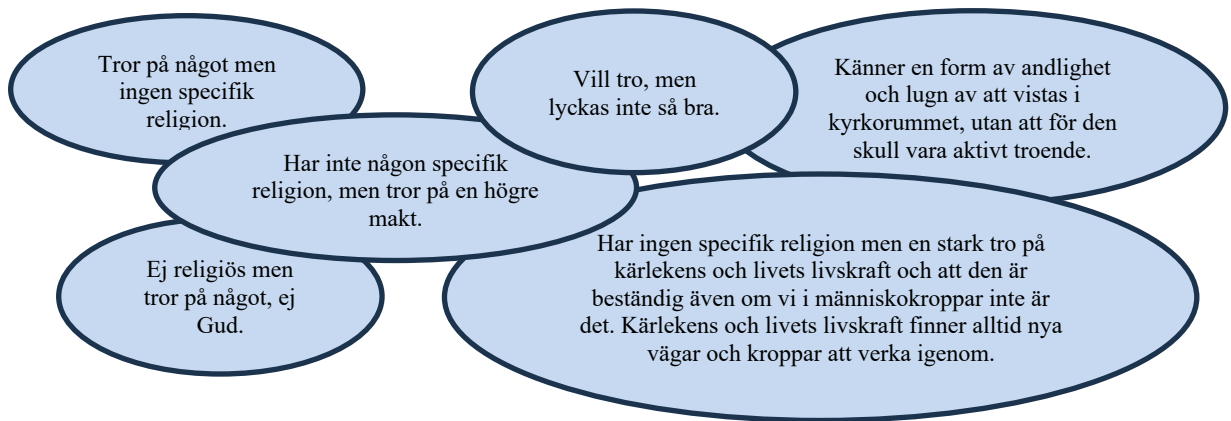 Tror på något men
ingen specifik
religion.
Vill tro, men
lyckas inte så bra.
Känner en form av andlighet
och lugn av att vistas i
kyrkorummet, utan att för den
skull vara aktivt troende.
Har inte någon specifik
religion, men tror på en högre
makt.
Ej religiös men
tror på något, ej
Gud.
Har ingen specifik religion men en stark tro på
kärlekens och livets livskraft och att den är
beständig även om vi i människokroppar inte är
det. Kärlekens och livets livskraft finner alltid nya
vägar och kroppar att verka igenom.